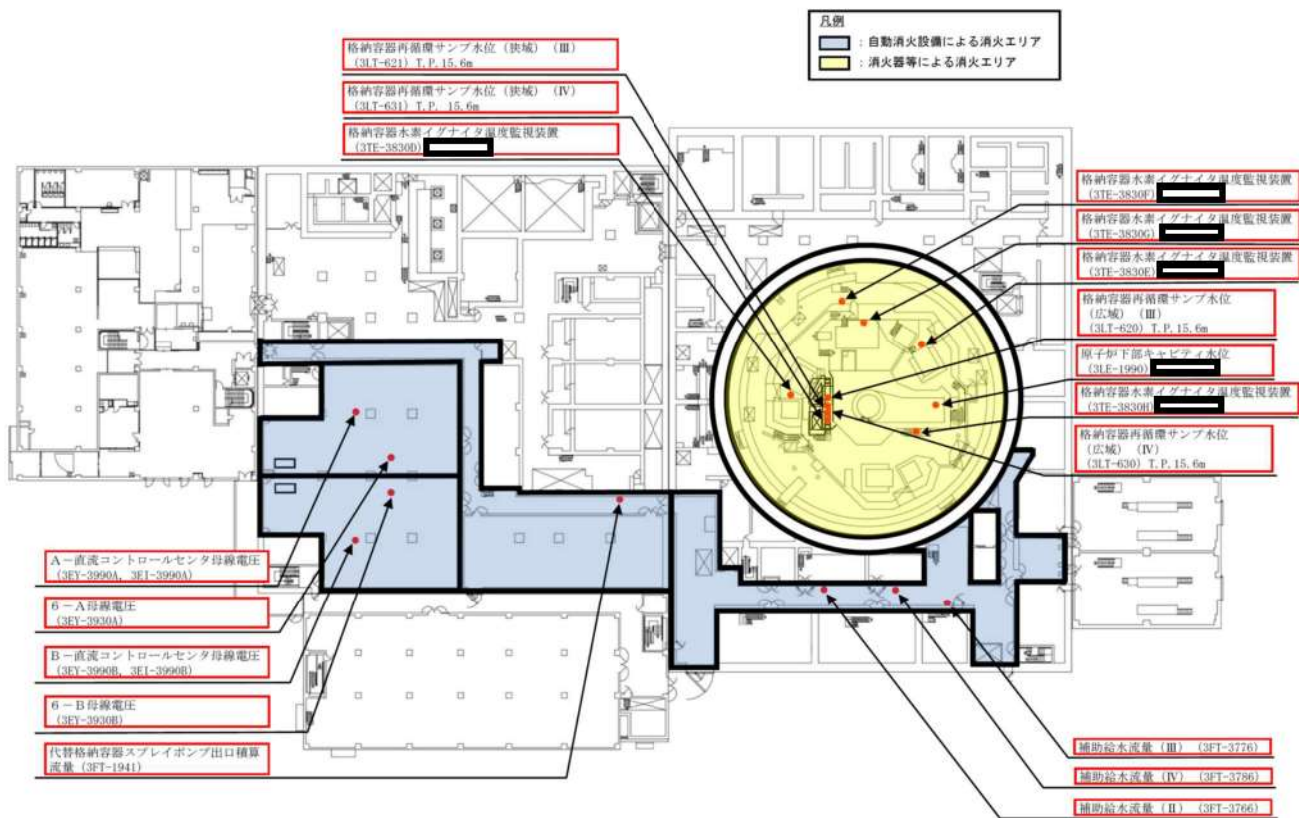 凡例
：自動消火設備による消火エリア
：消火器等による消火エリア
格納容器再循環サンプ水位（狭域）（Ⅲ）
(3LT-621) T.P.15.6m
格納容器再循環サンプ水位（狭域）（Ⅳ）
(3LT-631) T.P. 15.6m
格納容器水素イグナイタ温度監視装置
(3TE-3830D)
格納容器水素イグナイタ温度監視装置
(3TE-3830F)
格納容器水素イグナイタ温度監視装置
(3TE-3830G)
格納容器水素イグナイタ温度監視装置
(3TE-3830E)
格納容器再循環サンプ水位
（広域）（Ⅲ）
(3LT-620) T.P.15.6m
原子炉下部キャビティ水位
(3LE-1990)
格納容器水素イグナイタ温度監視装置
(3TE-3830H)
格納容器再循環サンプ水位
（広域）（Ⅳ）
(3LT-630) T.P.15.6m
A－直流コントロールセンタ母線電圧
(3EY-3990A, 3EI-3990A)
6－A母線電圧
(3EY-3930A)
B－直流コントロールセンタ母線電圧
(3EY-3990B, 3EI-3990B)
6－B母線電圧
(3EY-3930B)
代替格納容器スプレイポンプ出口積算
流量 (3FT-1941)
補助給水流量（Ⅲ）(3FT-3776)
補助給水流量（Ⅳ）(3FT-3786)
補助給水流量（Ⅱ）(3FT-3766)